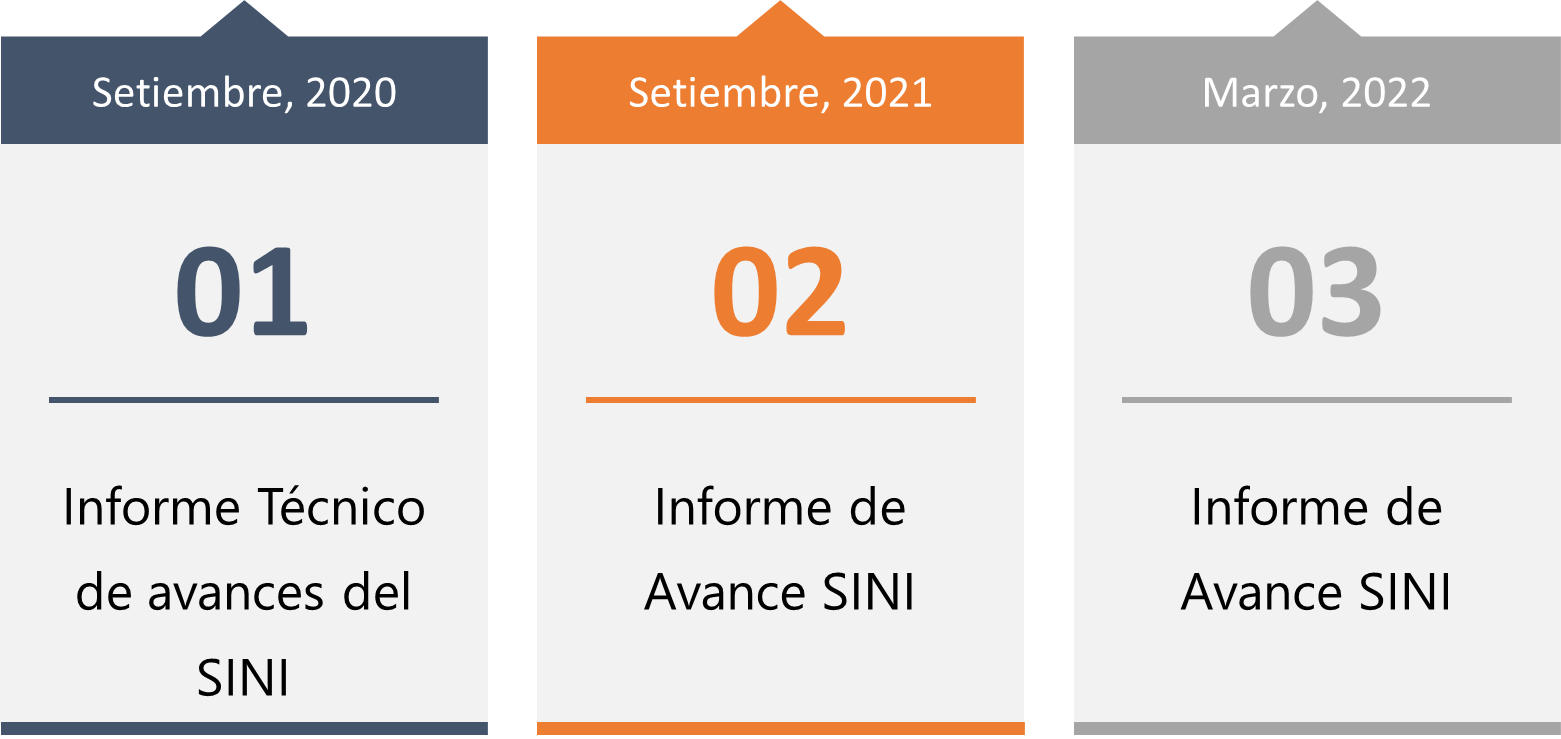 Setiembre, 2020
01
Informe Técnico
de avances del
SINI
Setiembre, 2021
02
Informe de
Avance SINI
Marzo, 2022
03
Informe de
Avance SINI